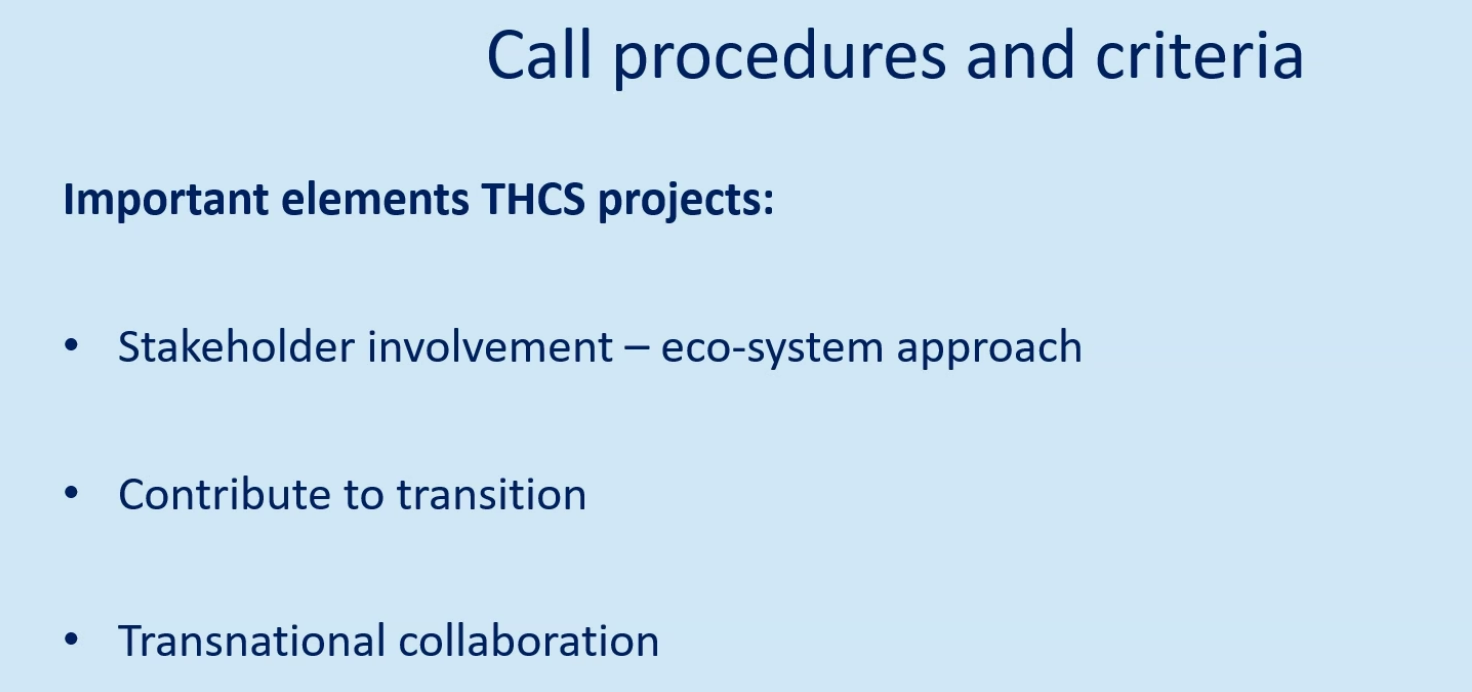 Call procedures and criteria
Important elements THCS projects:
• Stakeholder involvement – eco-system approach
• Contribute to transition
• Transnational collaboration